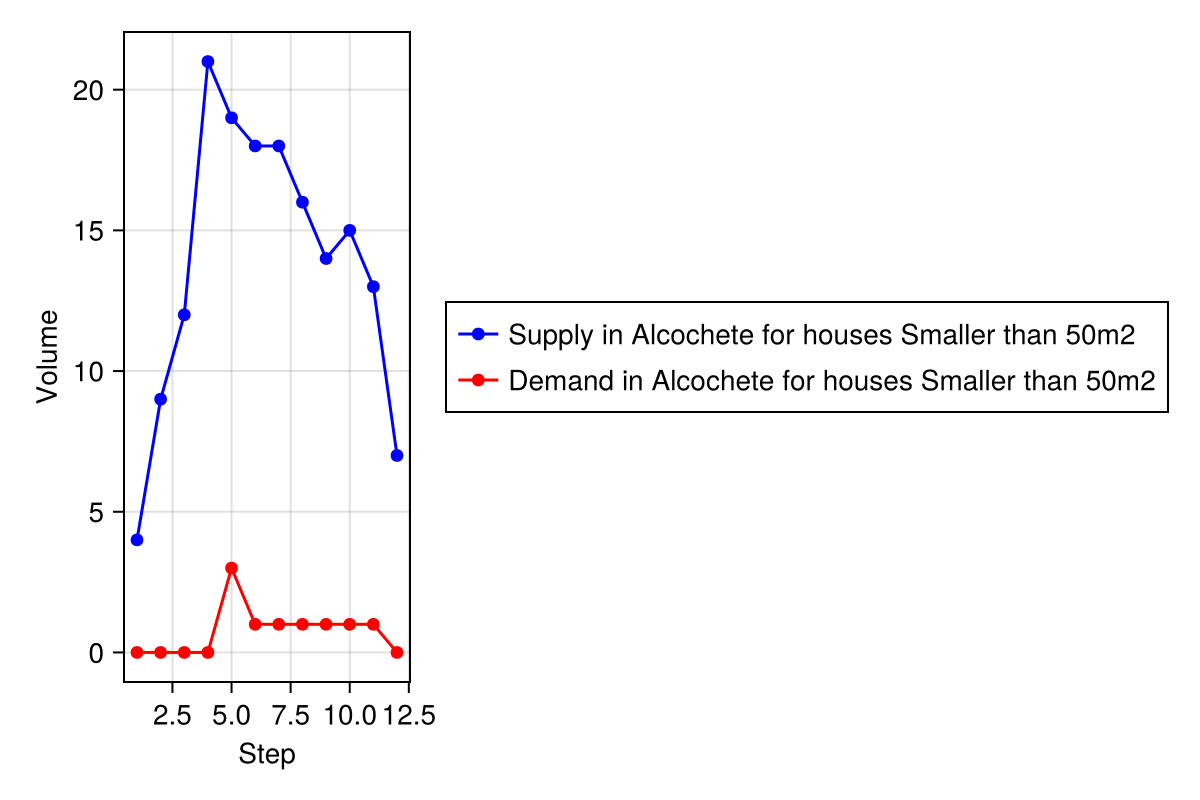 20
15
10
5
0
Volume
2.5 5.0 7.5 10.0 12.5
Step
Supply in Alcochete for houses Smaller than 50m2
Demand in Alcochete for houses Smaller than 50m2